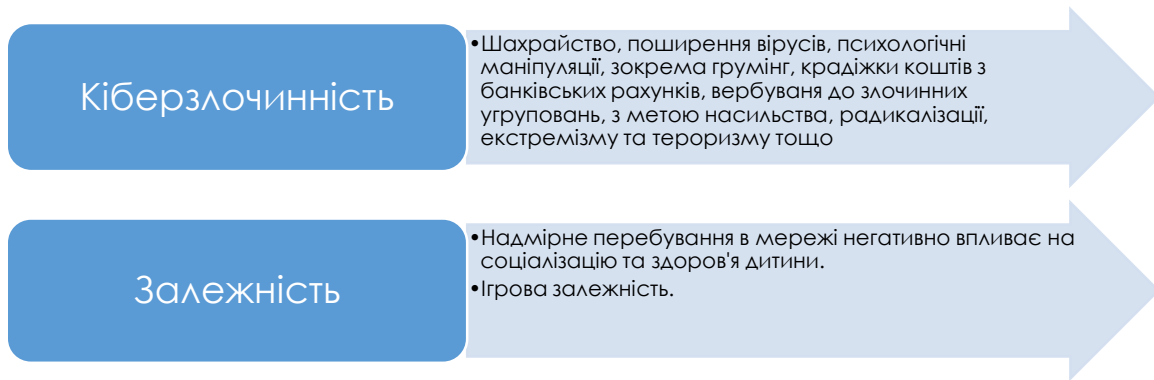 Кіберзлочинність
•Шахрайство, поширення вірусів, психологічні
маніпуляції, зокрема грумінг, крадіжки коштів з
банківських рахунків, вербуваня до злочинних
угруповань, з метою насильства, радикалізації,
екстремізму та тероризму тощо
Залежність
•Надмірне перебування в мережі негативно впливає на
соціалізацію та здоров'я дитини.
•Ігрова залежність.